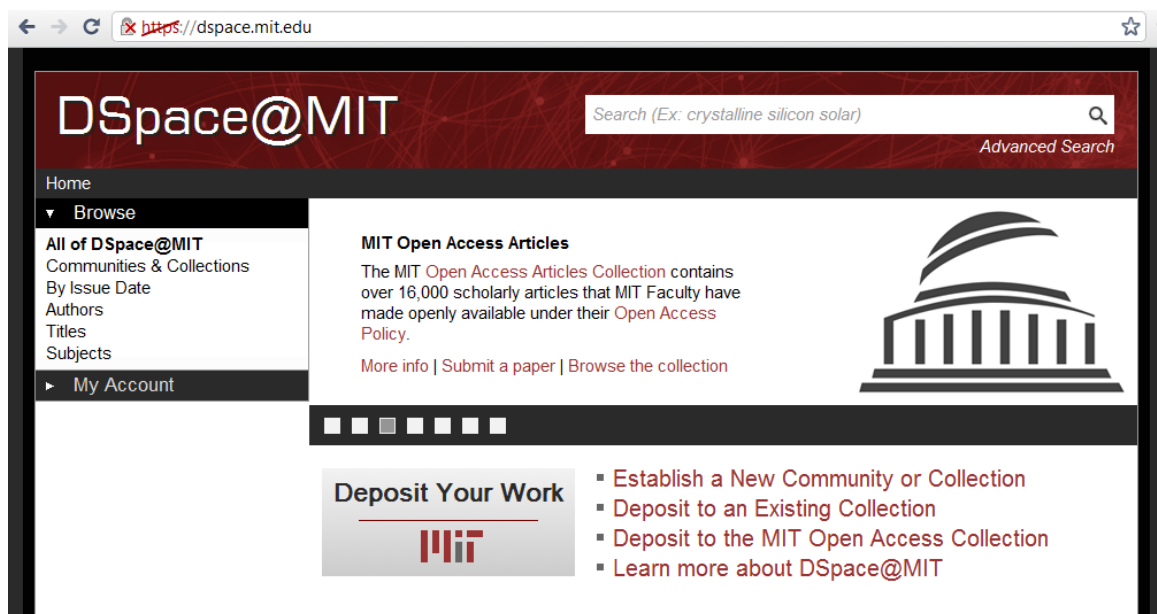 https://dspace.mit.edu
DSpace@MIT
Search (Ex: crystalline silicon solar)
Advanced Search
Home
Browse
All of DSpace@MIT
Communities & Collections
By Issue Date
Authors
Titles
Subjects
My Account
MIT Open Access Articles
The MIT Open Access Articles Collection contains
over 16,000 scholarly articles that MIT Faculty have
made openly available under their Open Access
Policy.
More info | Submit a paper | Browse the collection
Deposit Your Work
MIT
Establish a New Community or Collection
Deposit to an Existing Collection
Deposit to the MIT Open Access Collection
Learn more about DSpace@MIT